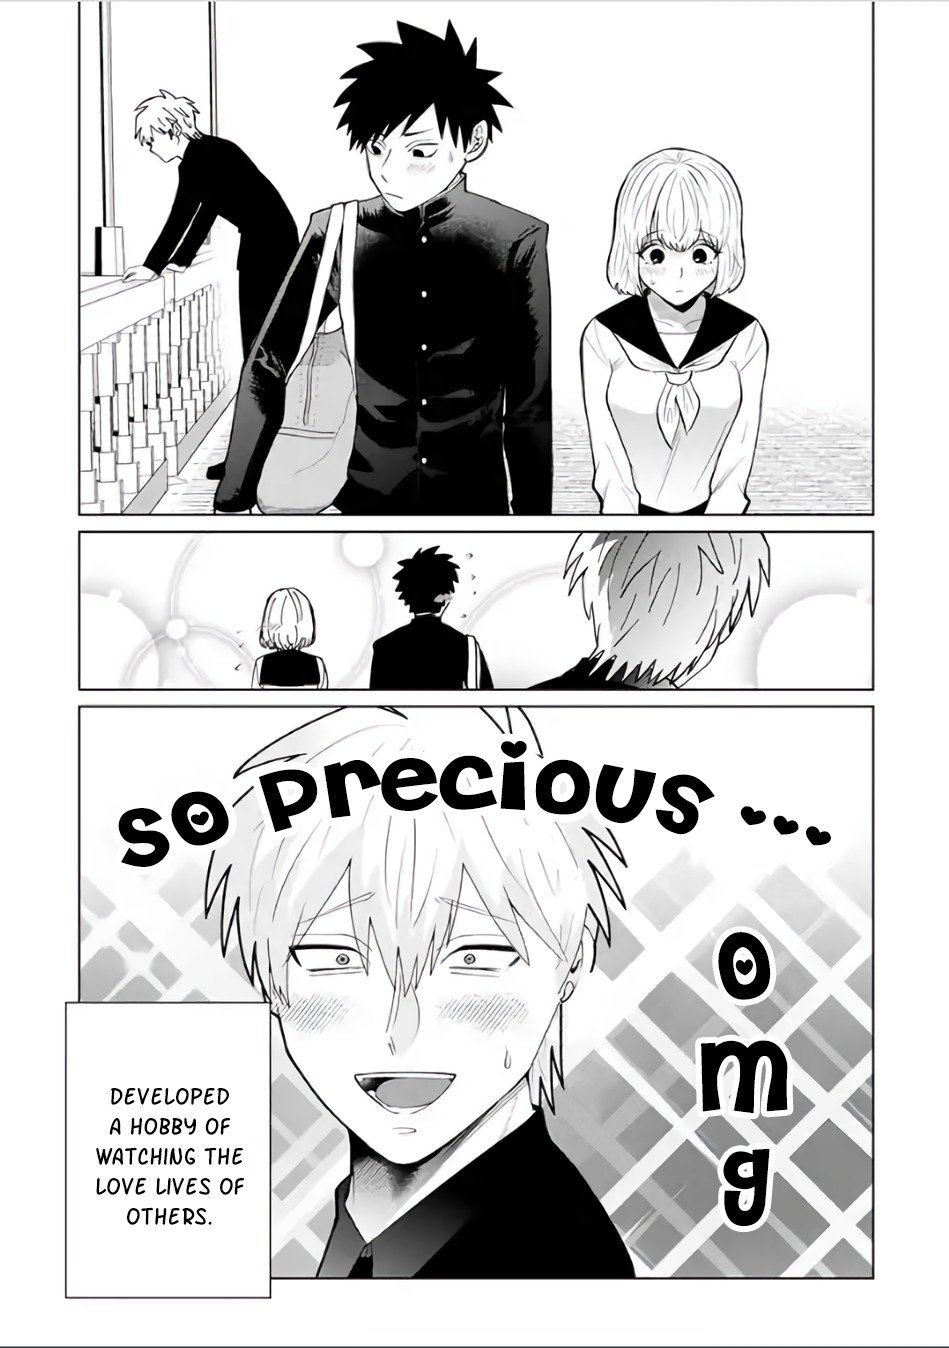 so precious ...
omg
DEVELOPED
A HOBBY OF
WATCHING THE
LOVE LIVES OF
OTHERS.